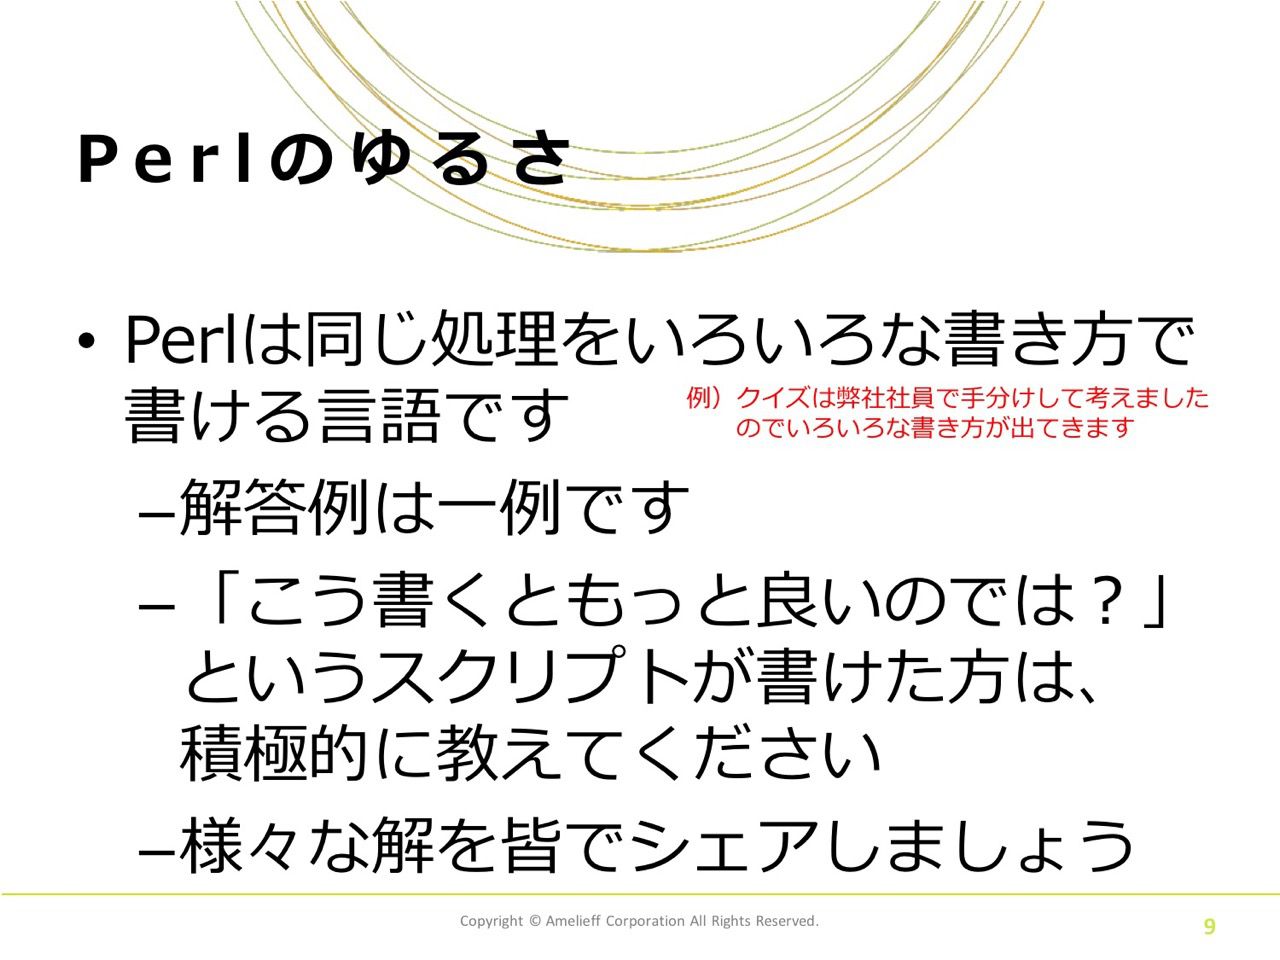 Perlのゆるさ
• Perlは同じ処理をいろいろな書き方で
書ける言語です
例）クイズは弊社社員で手分けして考えました
のでいろいろな書き方が出てきます
–解答例は一例です
–「こう書くともっと良いのでは？」
というスクリプトが書けた方は、
積極的に教えてください
–様々な解を皆でシェアしましょう
Copyright © Amelieff Corporation All Rights Reserved.
9